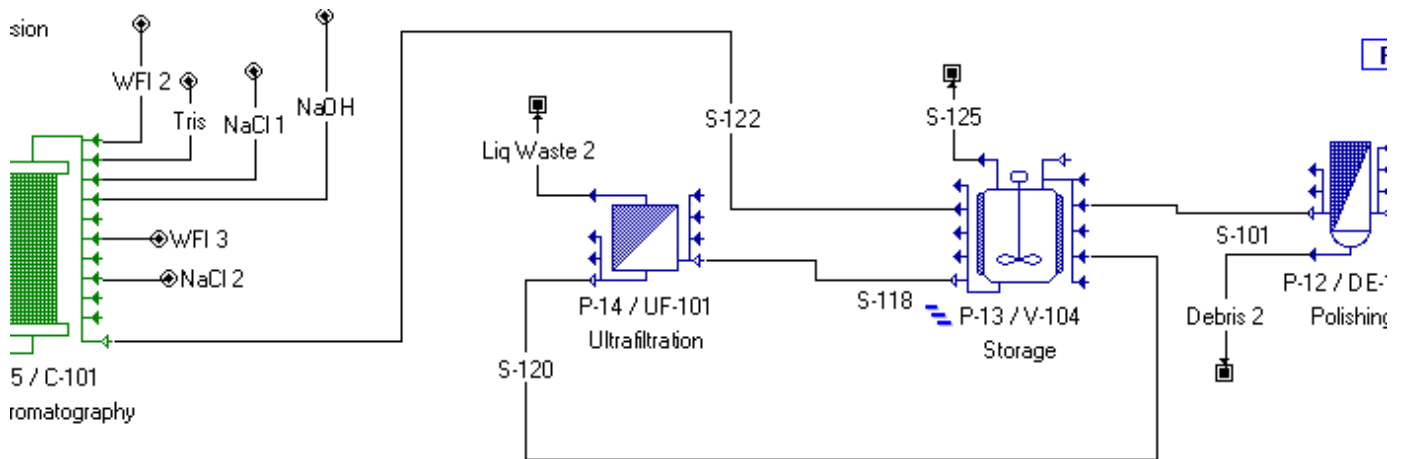 sion
WFI 2
Tris
NaCl 1
NaOH
WFI 3
NaCl 2
5 / C-101
romatography
Liq Waste 2
S-122
S-125
S-101
S-118
S-120
P-14 / UF-101
Ultrafiltration
P-13 / V-104
Storage
Debris 2
P-12 / DE-1
Polishing